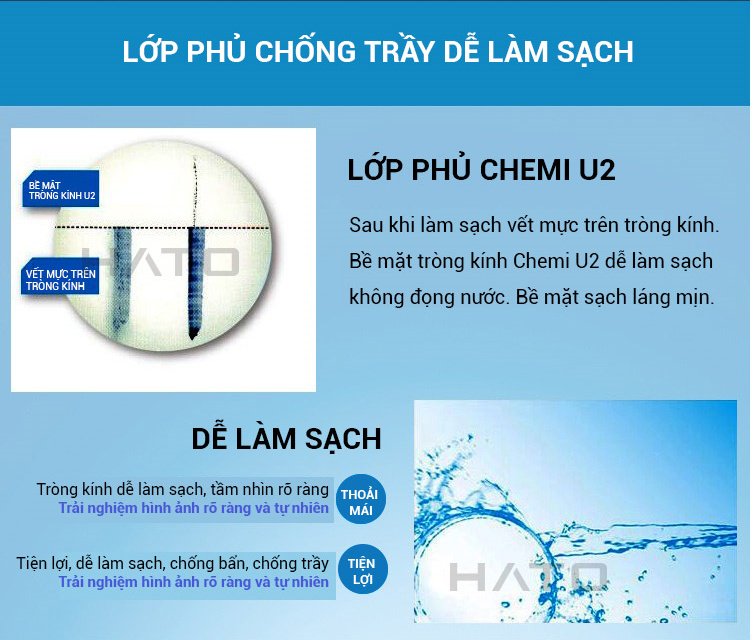 LỚP PHỦ CHỐNG TRẦY DỄ LÀM SẠCH
BỀ MẶT
TRÒNG KÍNH U2
VẾT MỰC TRÊN
TRÒNG KÍNH
HATO
LỚP PHỦ CHEMI U2
Sau khi làm sạch vết mực trên tròng kính.
Bề mặt tròng kính Chemi U2 dễ làm sạch
không đọng nước. Bề mặt sạch láng mịn.
DỄ LÀM SẠCH
Tròng kính dễ làm sạch, tầm nhìn rõ ràng
Trải nghiệm hình ảnh rõ ràng và tự nhiên
THOẢI
MÁI
Tiện lợi, dễ làm sạch, chống bẩn, chống trầy
Trải nghiệm hình ảnh rõ ràng và tự nhiên
TIỆN
LỢI
HATO